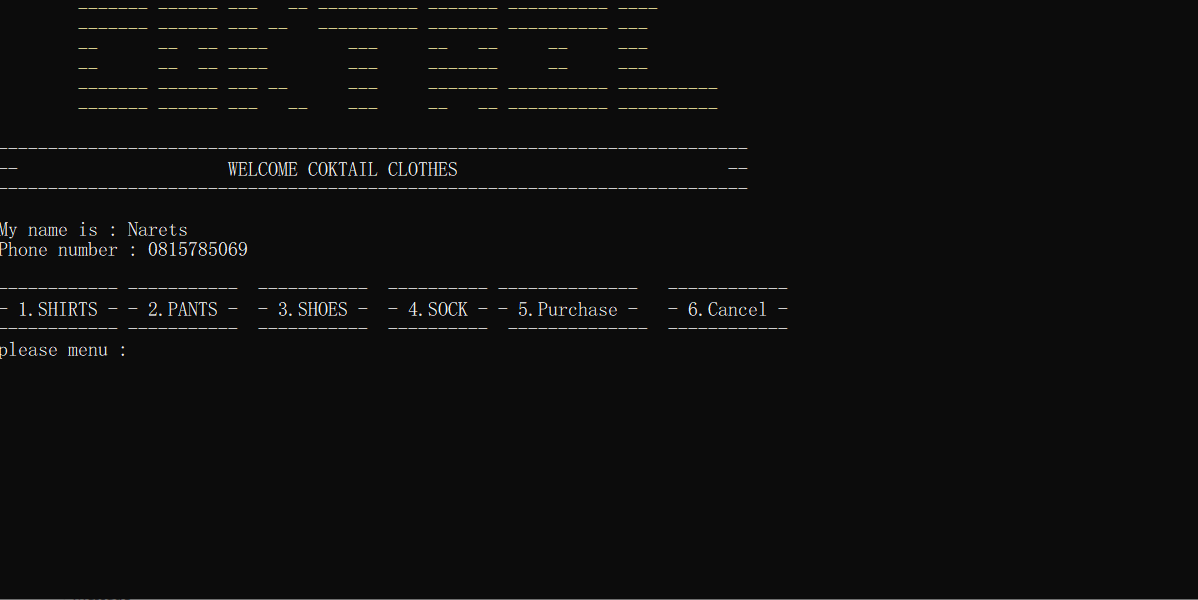 WELCOME COKTAIL CLOTHES
My name is : Narets
Phone number : 0815785069
- 1.SHIRTS - - 2.PANTS - - 3.SHOES - - 4.SOCK - - 5.Purchase - - 6.Cancel -
please menu :